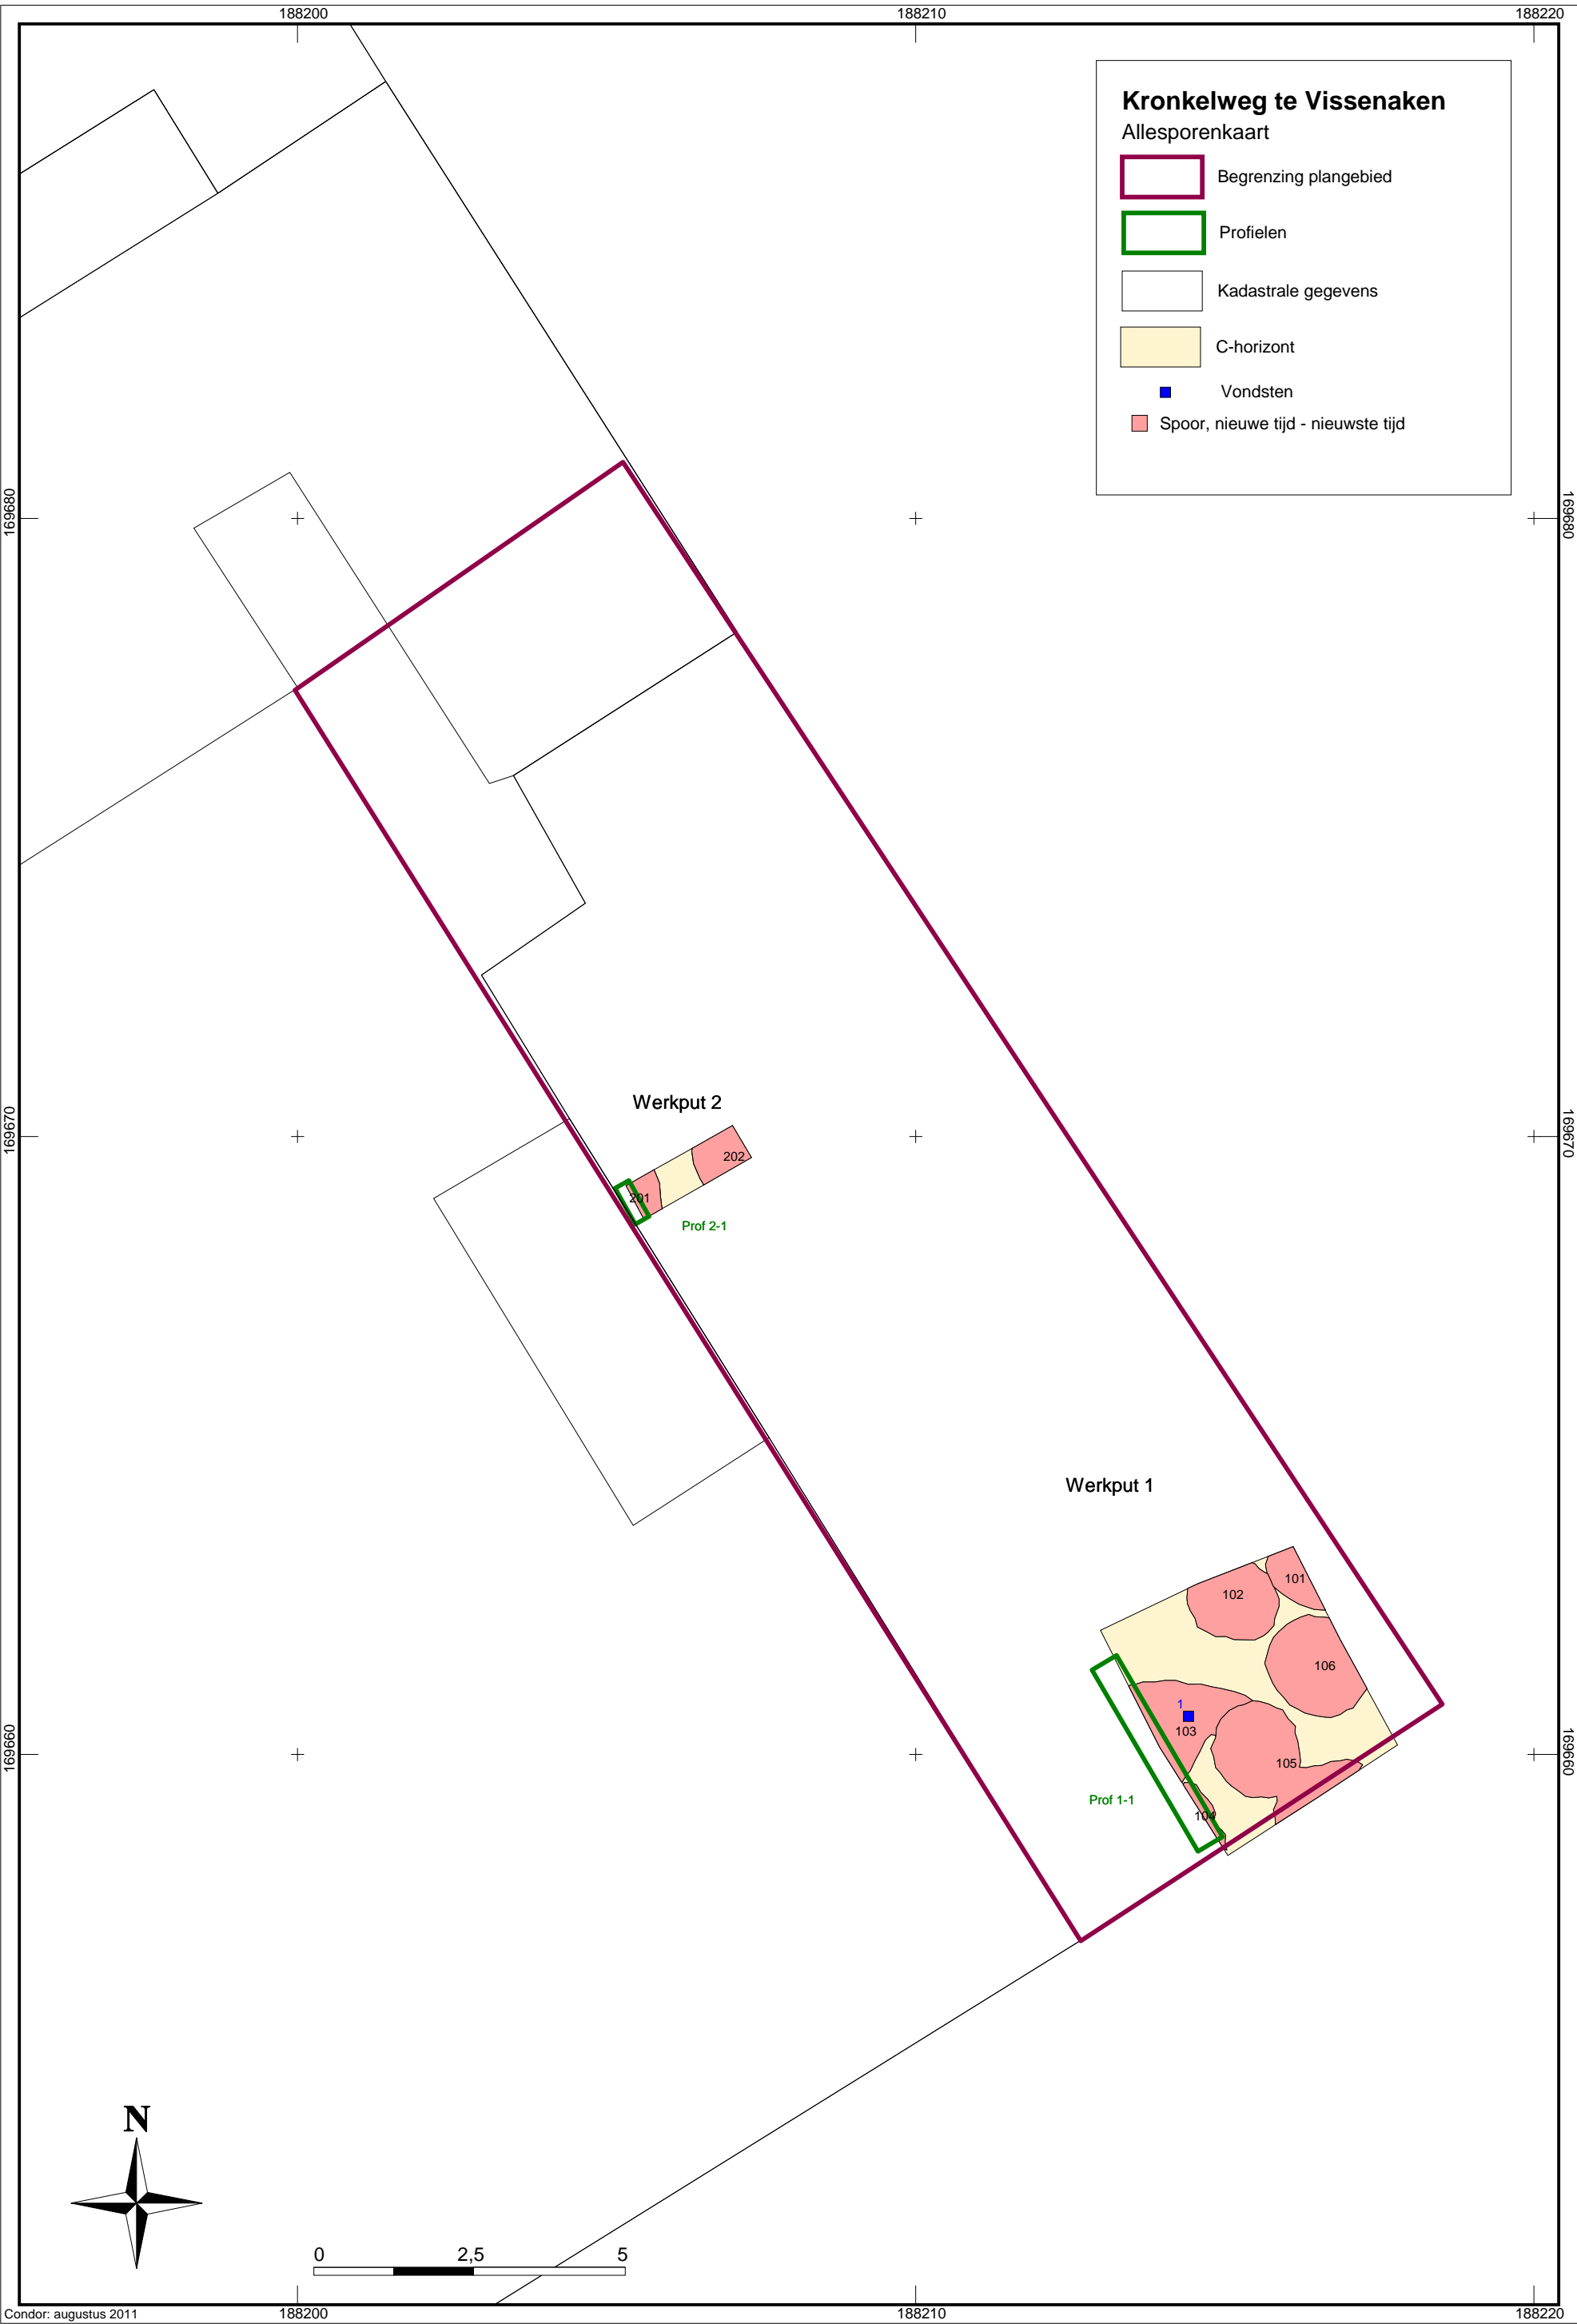 188200 188210 188220
Kronkelweg te Vissenaken
Allesporenkaart
Begrenzing plangebied
Profielen
Kadastrale gegevens
C-horizont
Vondsten
Spoor, nieuwe tijd - nieuwste tijd
169680 169680
Werkput 2
169670 169670
202
201
Prof 2-1
Werkput 1
101
102
106
1
103
169660 169660
105
Prof 1-1
104
N
0 2,5 5
Condor: augustus 2011
188200 188210 188220